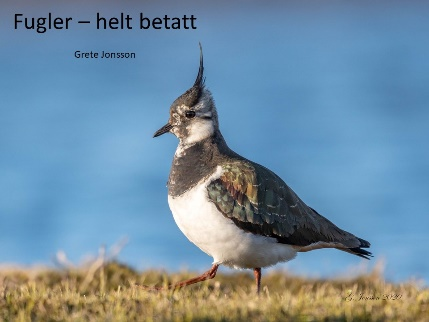 Fugler – helt betatt
Grete Jonsson